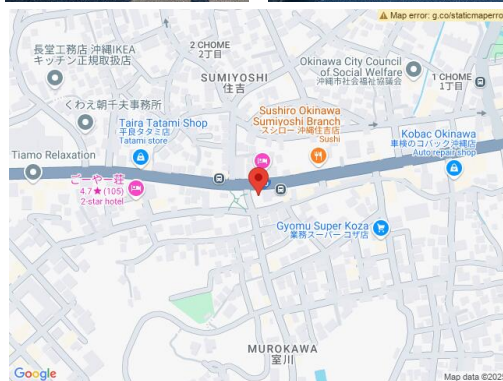 Map error: g.co/staticmaperro
長堂工務店 沖縄IKEA
キッチン正規取扱店
2 CHOME
2丁目
Okinawa City Council
of Social Welfare
沖縄市社会福祉協議会
1 CHOME
1丁目
SUMIYOSHI
住吉
くわえ朝千夫事務所
Taira Tatami Shop
平良タタミ店
Tatami store
Sushiro Okinawa
Sumiyoshi Branch
スシロー 沖縄住吉店
Sushi
Kobac Okinawa
車検のコバック沖縄店
Auto repair shop
Tiamo Relaxation
ごーやー荘
4.7★(105)
2-star hotel
Gyomu Super Koza
業務スーパー コザ店
MUROKAWA
室川
Google
Map data ©202